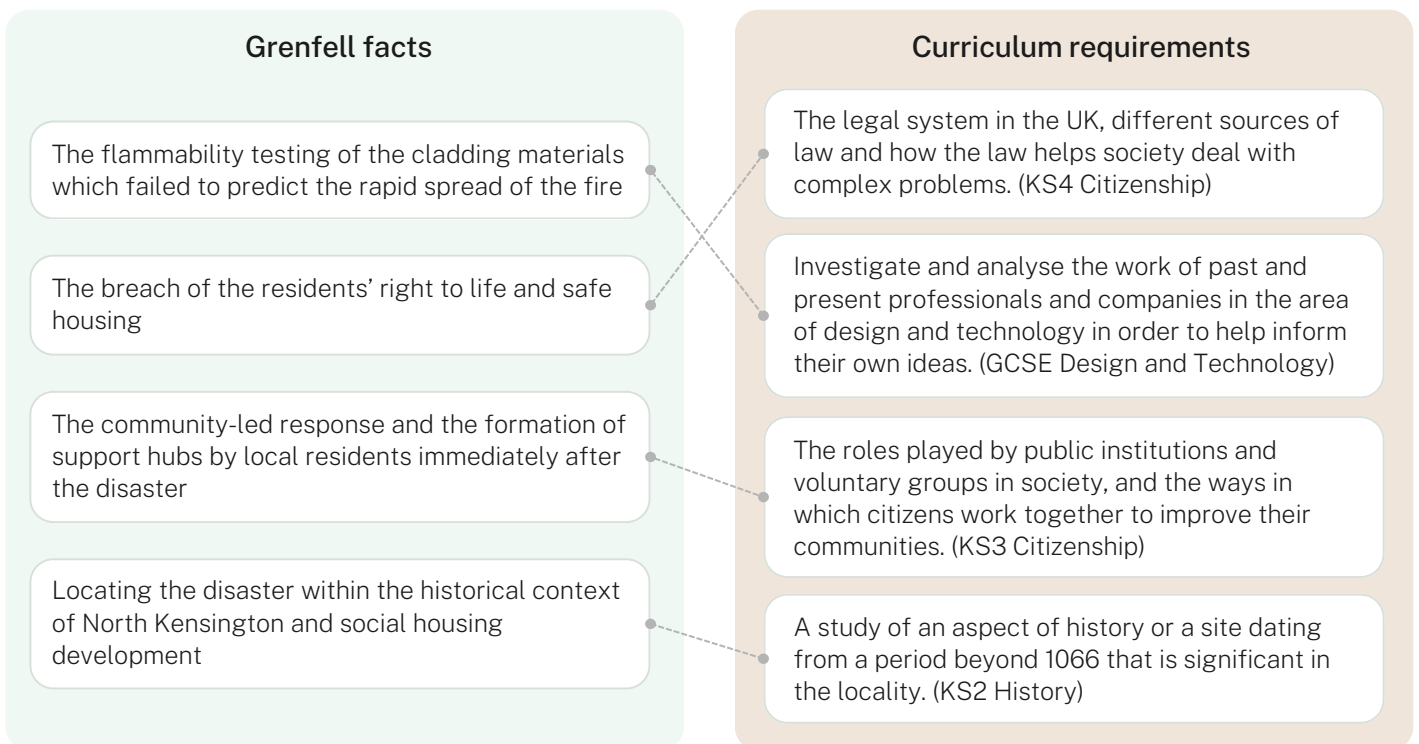 Grenfell facts
The flammability testing of the cladding materials
which failed to predict the rapid spread of the fire
The breach of the residents’ right to life and safe
housing
The community-led response and the formation of
support hubs by local residents immediately after
the disaster
Locating the disaster within the historical context
of North Kensington and social housing
development
Curriculum requirements
The legal system in the UK, different sources of
law and how the law helps society deal with
complex problems. (KS4 Citizenship)
Investigate and analyse the work of past and
present professionals and companies in the area
of design and technology in order to help inform
their own ideas. (GCSE Design and Technology)
The roles played by public institutions and
voluntary groups in society, and the ways in
which citizens work together to improve their
communities. (KS3 Citizenship)
A study of an aspect of history or a site dating
from a period beyond 1066 that is significant in
the locality. (KS2 History)